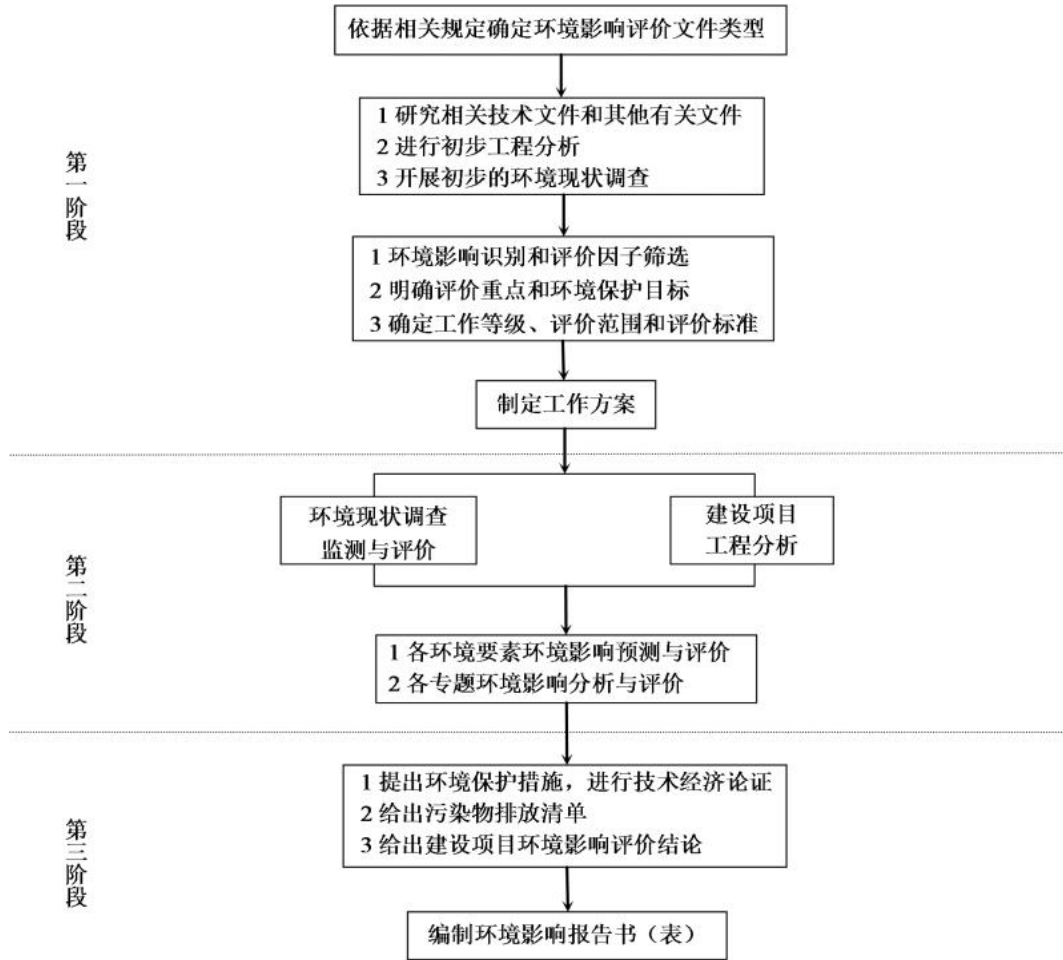 依据相关规定确定环境影响评价文件类型
1 研究相关技术文件和其他有关文件
2 进行初步工程分析
3 开展初步的环境现状调查
第一阶段
1 环境影响识别和评价因子筛选
2 明确评价重点和环境保护目标
3 确定工作等级、评价范围和评价标准
制定工作方案
环境现状调查
监测与评价
建设项目
工程分析
第二阶段
1 各环境要素环境影响预测与评价
2 各专题环境影响分析与评价
1 提出环境保护措施，进行技术经济论证
2 给出污染物排放清单
3 给出建设项目环境影响评价结论
第三阶段
编制环境影响报告书（表）